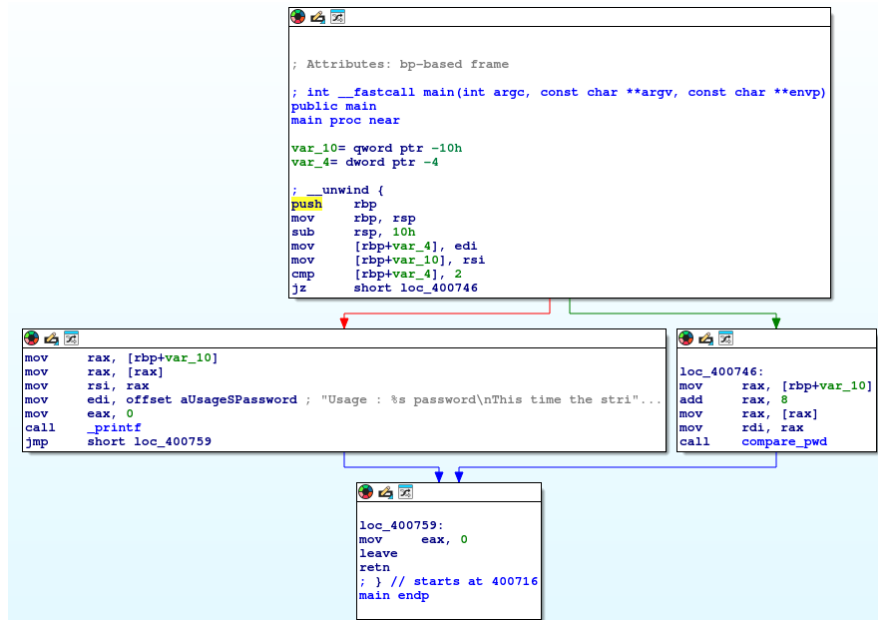 ; Attributes: bp-based frame
; int __fastcall main(int argc, const char **argv, const char **envp)
public main
main proc near
var_10= qword ptr -10h
var_4= dword ptr -4
; __unwind {
push rbp
mov rbp, rsp
sub rsp, 10h
mov [rbp+var_4], edi
mov [rbp+var_10], rsi
cmp [rbp+var_4], 2
jz short loc_400746
mov rax, [rbp+var_10]
mov rax, [rax]
mov rsi, rax
mov edi, offset aUsageSPassword ; "Usage : %s password\nThis time the stri"...
mov eax, 0
call _printf
jmp short loc_400759
loc_400746:
mov rax, [rbp+var_10]
add rax, 8
mov rax, [rax]
mov rdi, rax
call compare_pwd
loc_400759:
mov eax, 0
leave
retn
; } // starts at 400716
main endp